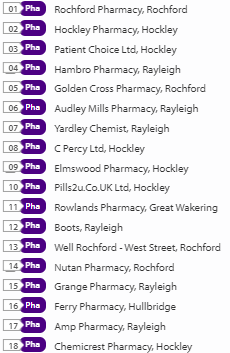 01 Pha Rochford Pharmacy, Rochford
02 Pha Hockley Pharmacy, Hockley
03 Pha Patient Choice Ltd, Hockley
04 Pha Hambro Pharmacy, Rayleigh
05 Pha Golden Cross Pharmacy, Rochford
06 Pha Audley Mills Pharmacy, Rayleigh
07 Pha Yardley Chemist, Rayleigh
08 Pha C Percy Ltd, Hockley
09 Pha Elmswood Pharmacy, Hockley
10 Pha Pills2u.Co.UK Ltd, Hockley
11 Pha Rowlands Pharmacy, Great Wakering
12 Pha Boots, Rayleigh
13 Pha Well Rochford - West Street, Rochford
14 Pha Nutan Pharmacy, Rochford
15 Pha Grange Pharmacy, Rayleigh
16 Pha Ferry Pharmacy, Hullbridge
17 Pha Amp Pharmacy, Rayleigh
18 Pha Chemicrest Pharmacy, Hockley